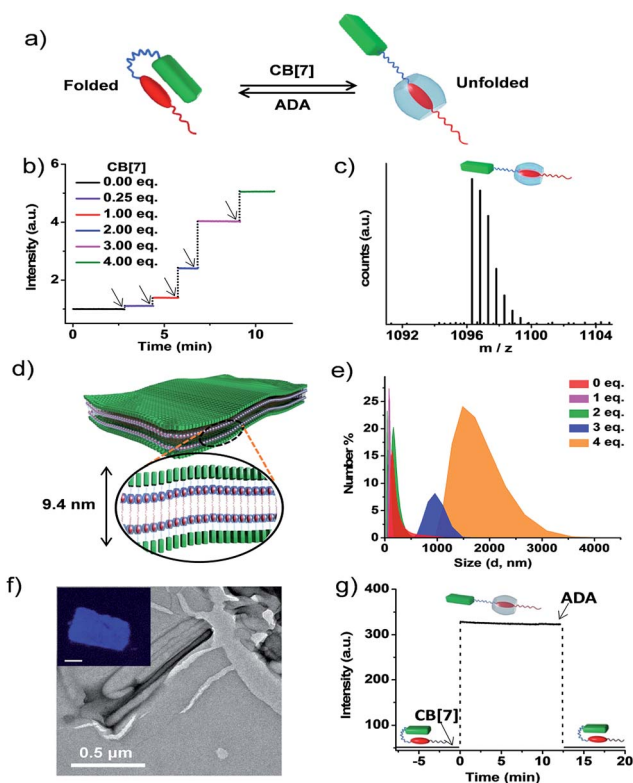 a)
Folded
CB[7]
ADA
Unfolded
b)
CB[7]
0.00 eq.
0.25 eq.
1.00 eq.
2.00 eq.
3.00 eq.
4.00 eq.
Intensity (a.u.)
5
4
2
0
5
10
Time (min)
c)
counts (a.u.)
1092
1096
1100
1104
m / z
d)
9.4 nm
e)
0 eq.
1 eq.
2 eq.
3 eq.
4 eq.
Number %
30
25
20
15
10
5
0
0
1000
2000
3000
4000
Size (d, nm)
f)
0.5 µm
g)
Intensity (a.u.)
400
300
200
100
ADA
CB[7]
-5
0
5
10
15
20
Time (min)